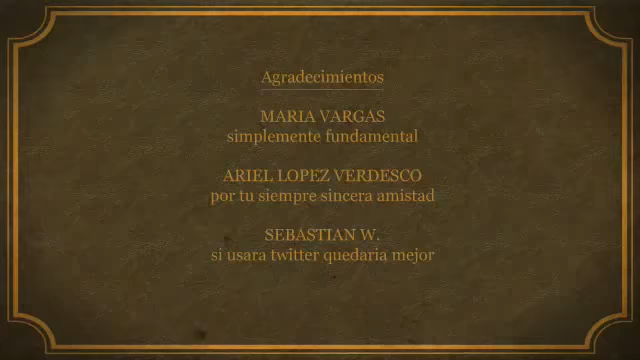 Agradecimientos
MARIA VARGAS
simplemente fundamental
ARIEL LOPEZ VERDESCO
por tu siempre sincera amistad
SEBASTIAN W.
si usara twitter quedaria mejor